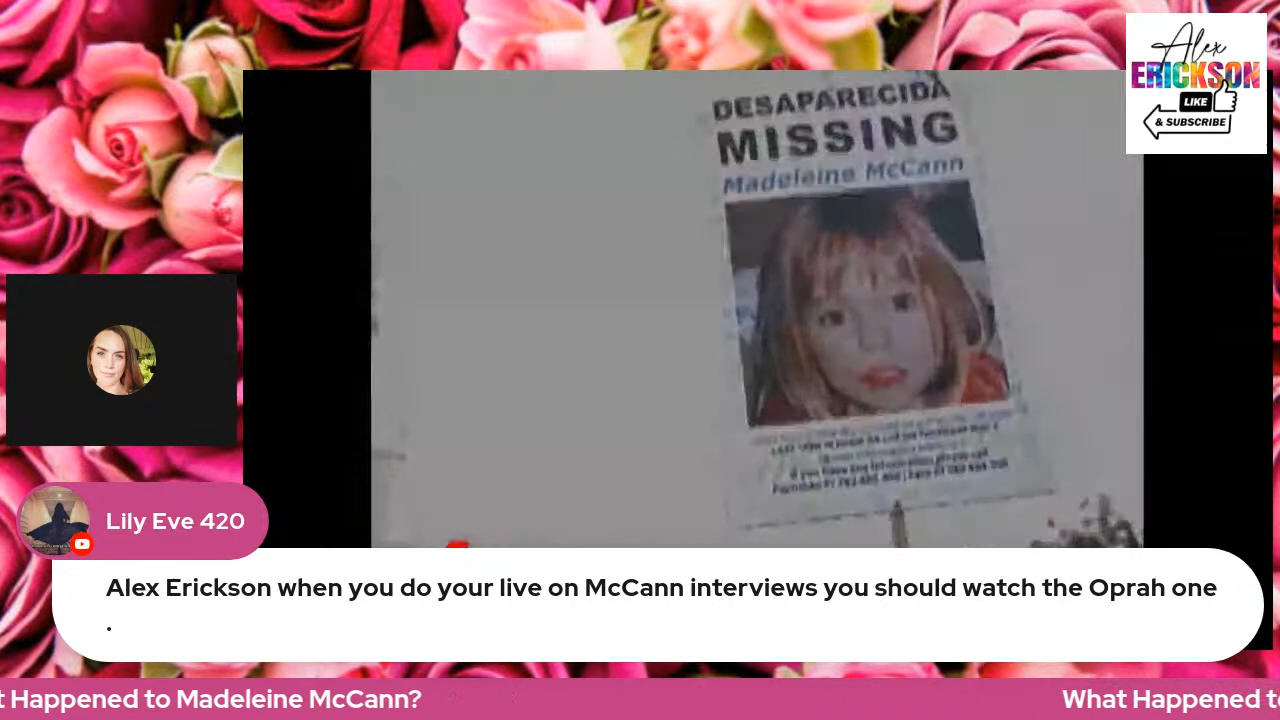 Alex
ERICKSON
LIKE
& SUBSCRIBE
DESAPARECIDA
MISSING
Madeleine McCann
Lily Eve 420
Alex Erickson when you do your live on McCann interviews you should watch the Oprah one
.
t Happened to Madeleine McCann?
What Happened to